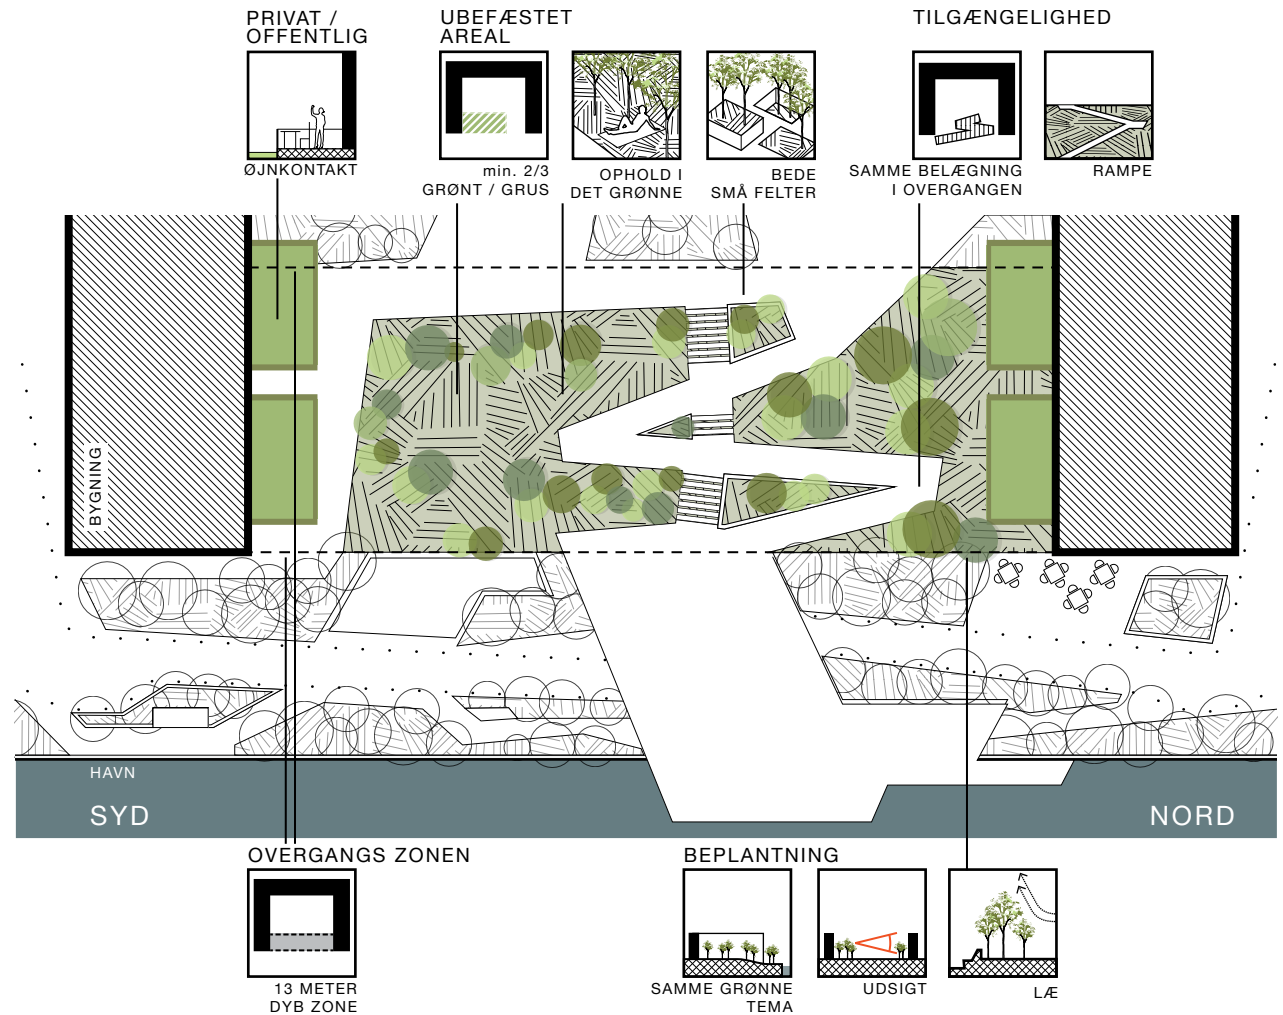 PRIVAT /
OFFENTLIG
ØJNKONTAKT
UBEFÆSTET
AREAL
min. 2/3
GRØNT / GRUS
OPHOLD I
DET GRØNNE
BEDE
SMÅ FELTER
TILGÆNGELIGHED
SAMME BELÆGNING
I OVERGANGEN
RAMPE
BYGNING
HAVN
SYD
NORD
OVERGANGS ZONEN
13 METER
DYB ZONE
BEPLANTNING
SAMME GRØNNE
TEMA
UDSIGT
LÆ